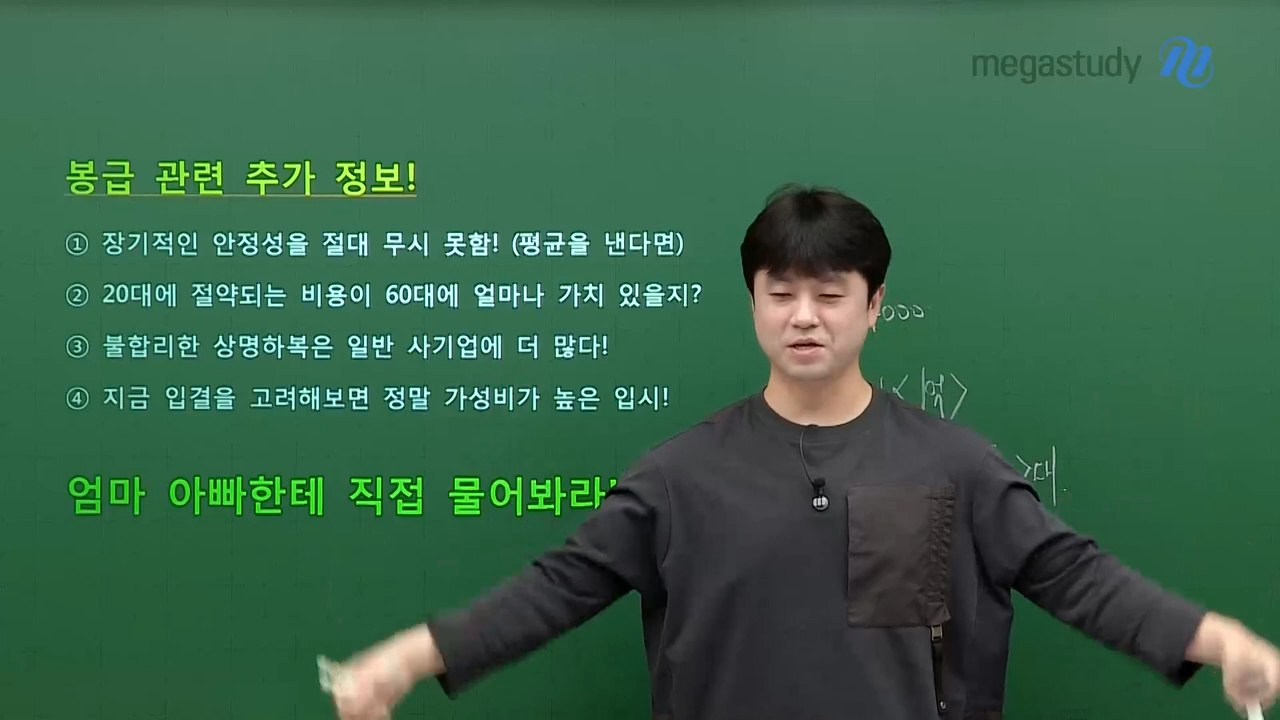 megastudy
봉급 관련 추가 정보!
① 장기적인 안정성을 절대 무시 못함! (평균을 낸다면)
② 20대에 절약되는 비용이 60대에 얼마나 가치 있을지?
③ 불합리한 상명하복은 일반 사기업에 더 많다!
④ 지금 입결을 고려해보면 정말 가성비가 높은 입시!
엄마 아빠한테 직접 물어봐라!